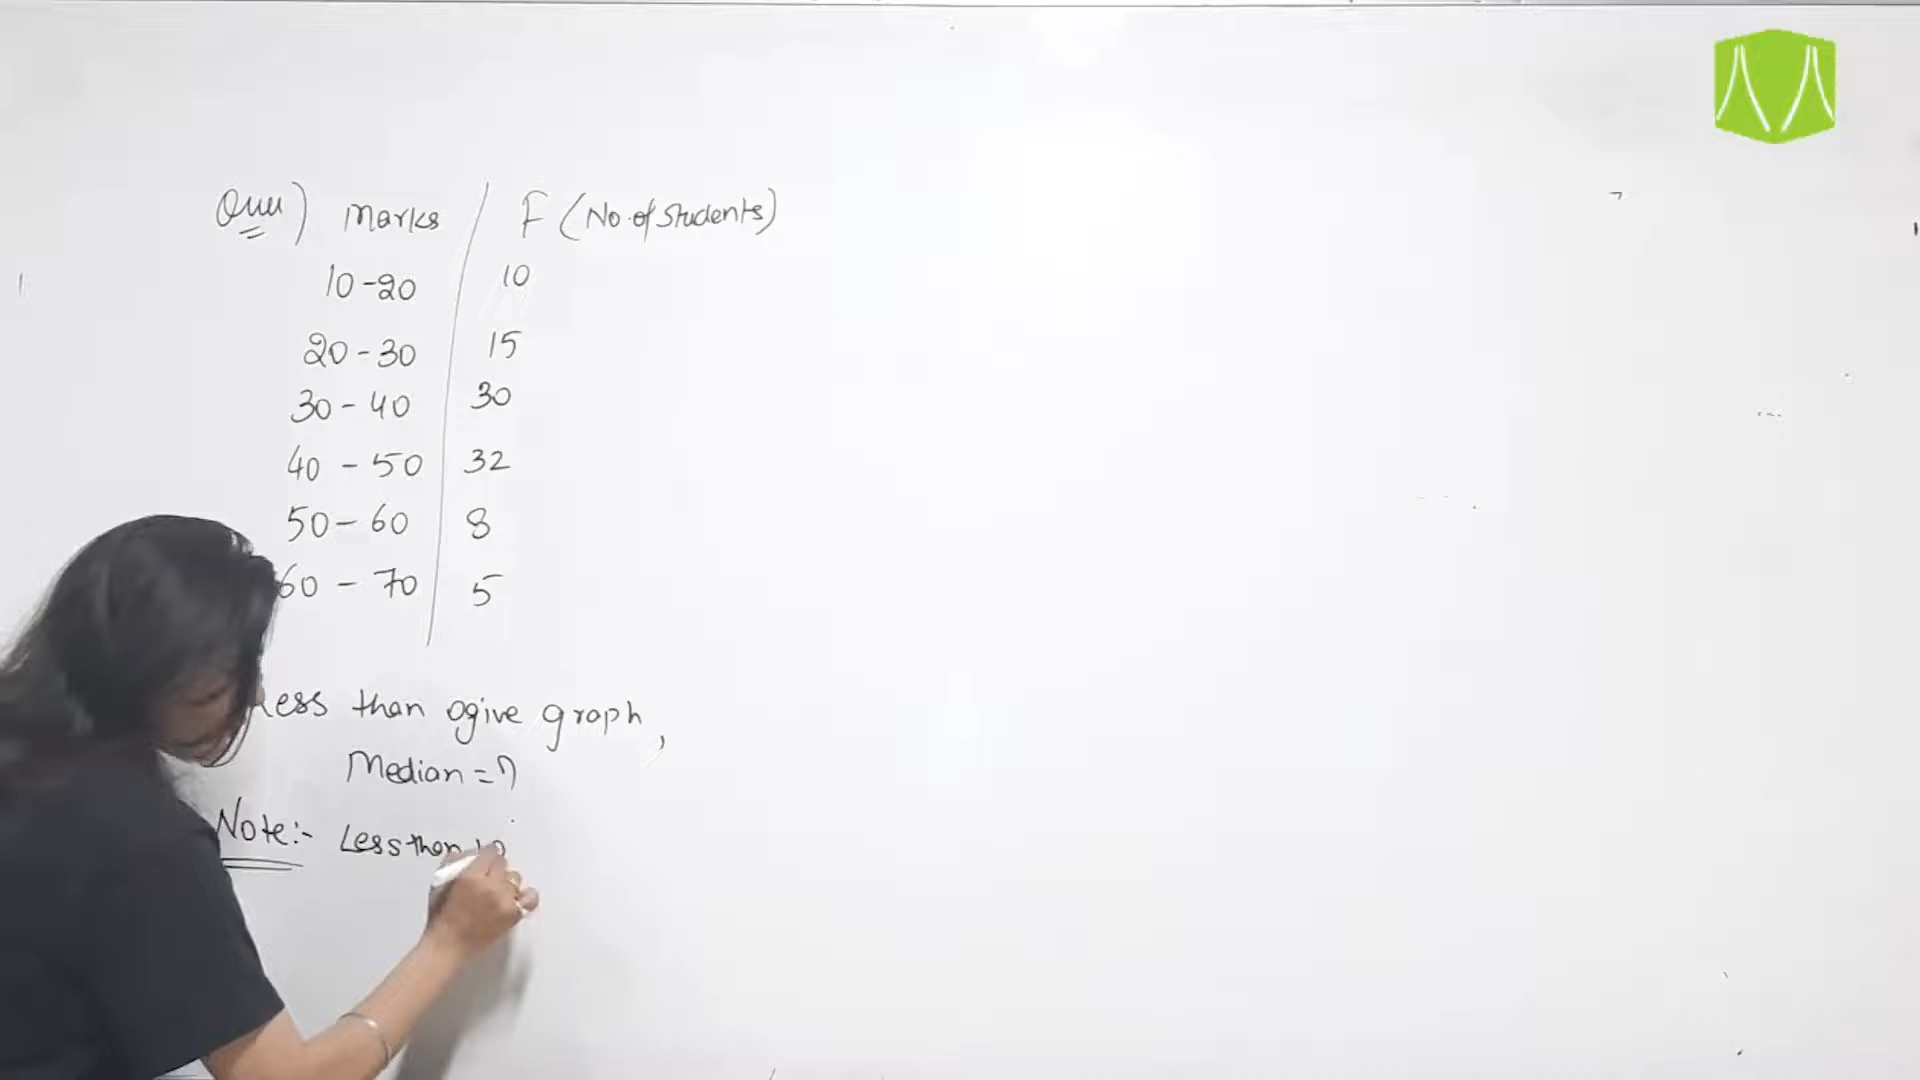 Que) Marks F (No. of Students)
10-20 10
20-30 15
30-40 30
40-50 32
50-60 8
60-70 5
Less than ogive graph,
Median = ?
Note:- Less than